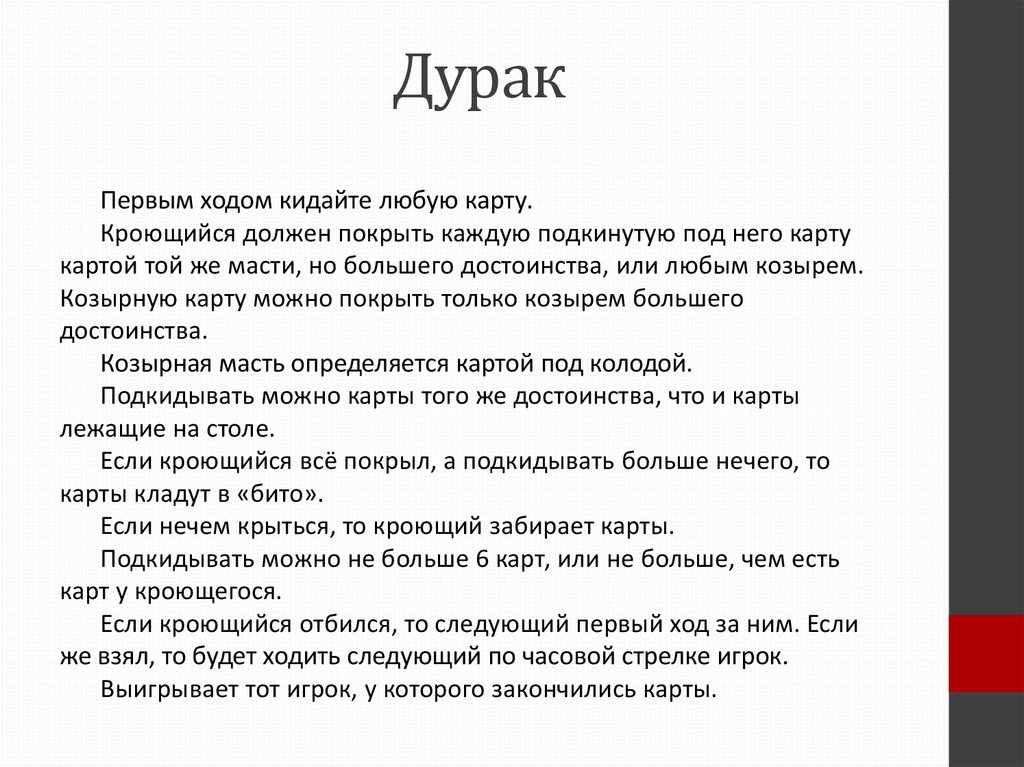 Дурак
Первым ходом кидайте любую карту.
Кроющийся должен покрыть каждую подкинутую под него карту
картой той же масти, но большего достоинства, или любым козырем.
Козырную карту можно покрыть только козырем большего
достоинства.
Козырная масть определяется картой под колодой.
Подкидывать можно карты того же достоинства, что и карты
лежащие на столе.
Если кроющийся всё покрыл, а подкидывать больше нечего, то
карты кладут в «бито».
Если нечем крыться, то кроющий забирает карты.
Подкидывать можно не больше 6 карт, или не больше, чем есть
карт у кроющегося.
Если кроющийся отбился, то следующий первый ход за ним. Если
же взял, то будет ходить следующий по часовой стрелке игрок.
Выигрывает тот игрок, у которого закончились карты.